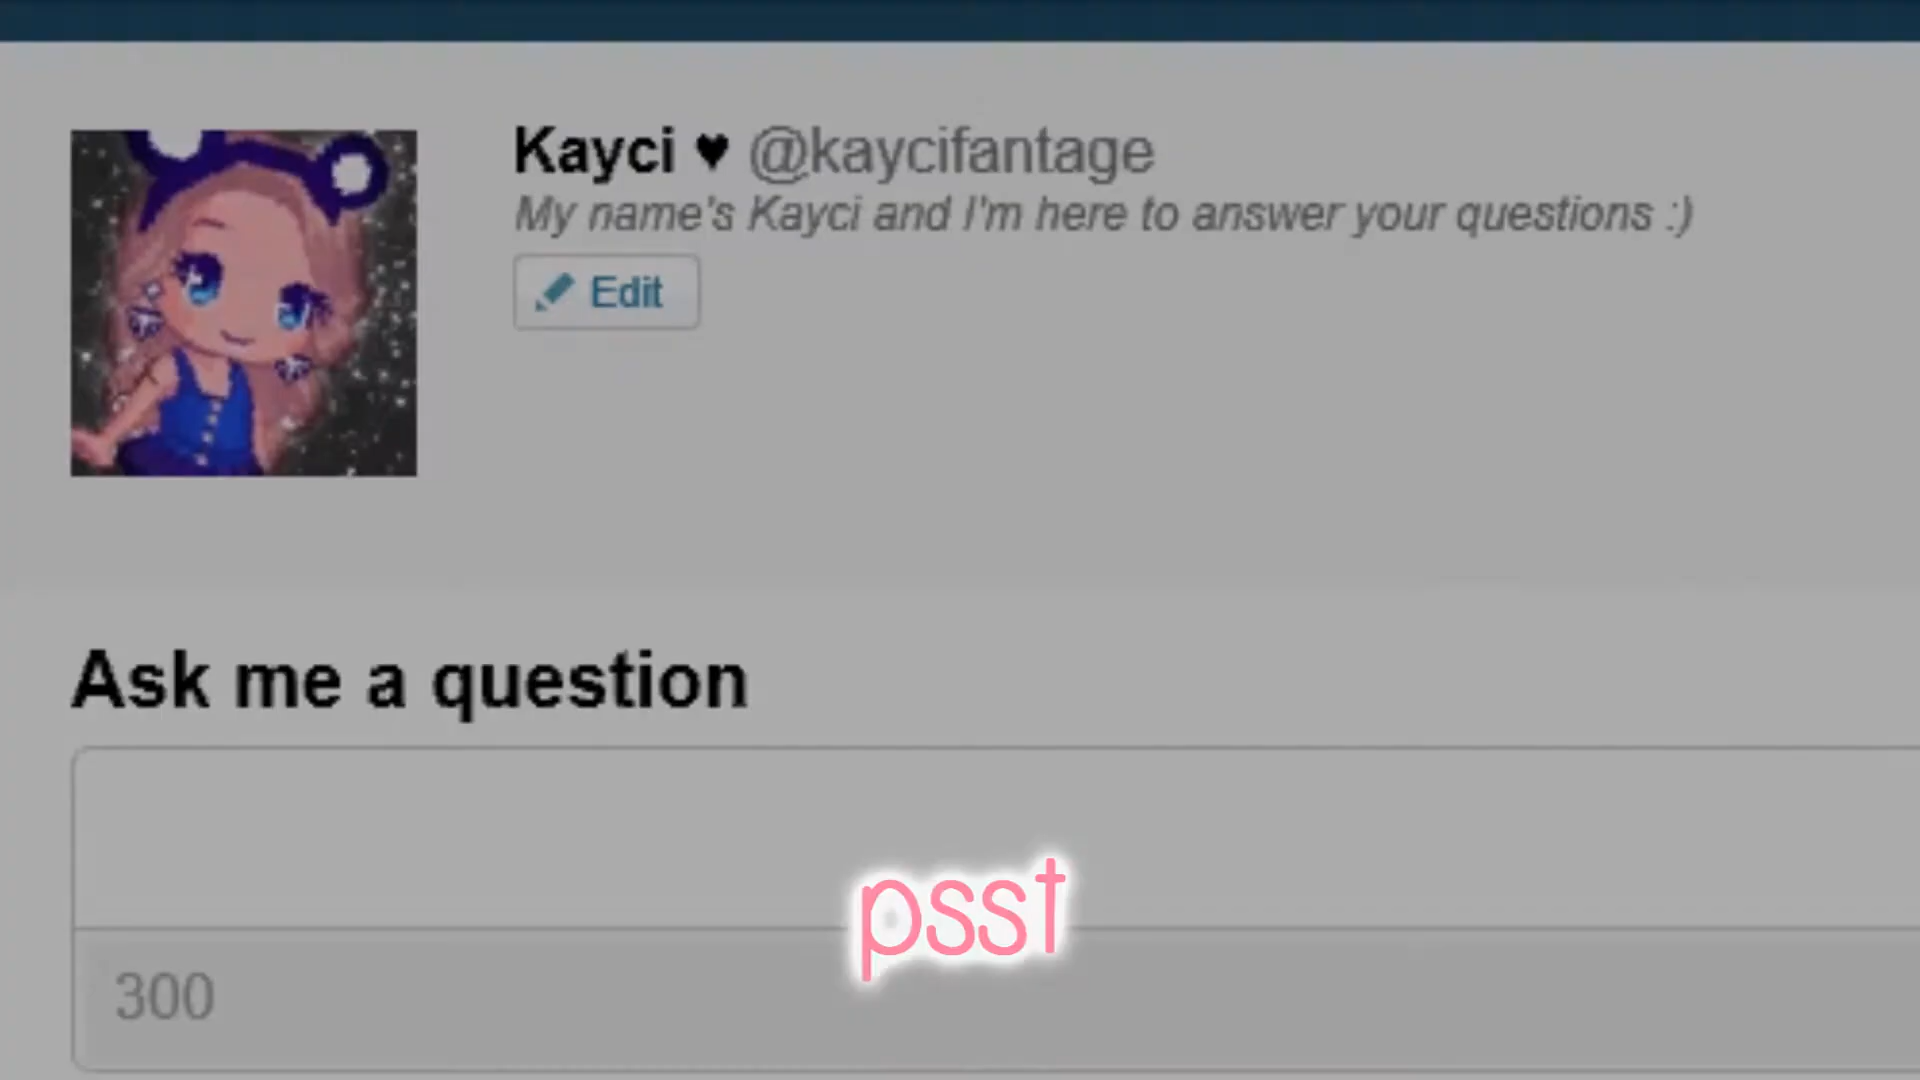 Kayci ♥ @kaycifantage
My name's Kayci and I'm here to answer your questions :)
Edit
Ask me a question
psst
300